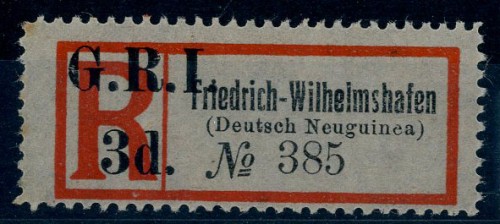 G.R.I.
R
3d.
Friedrich-Wilhelmshafen
(Deutsch Neuguinea)
№ 385